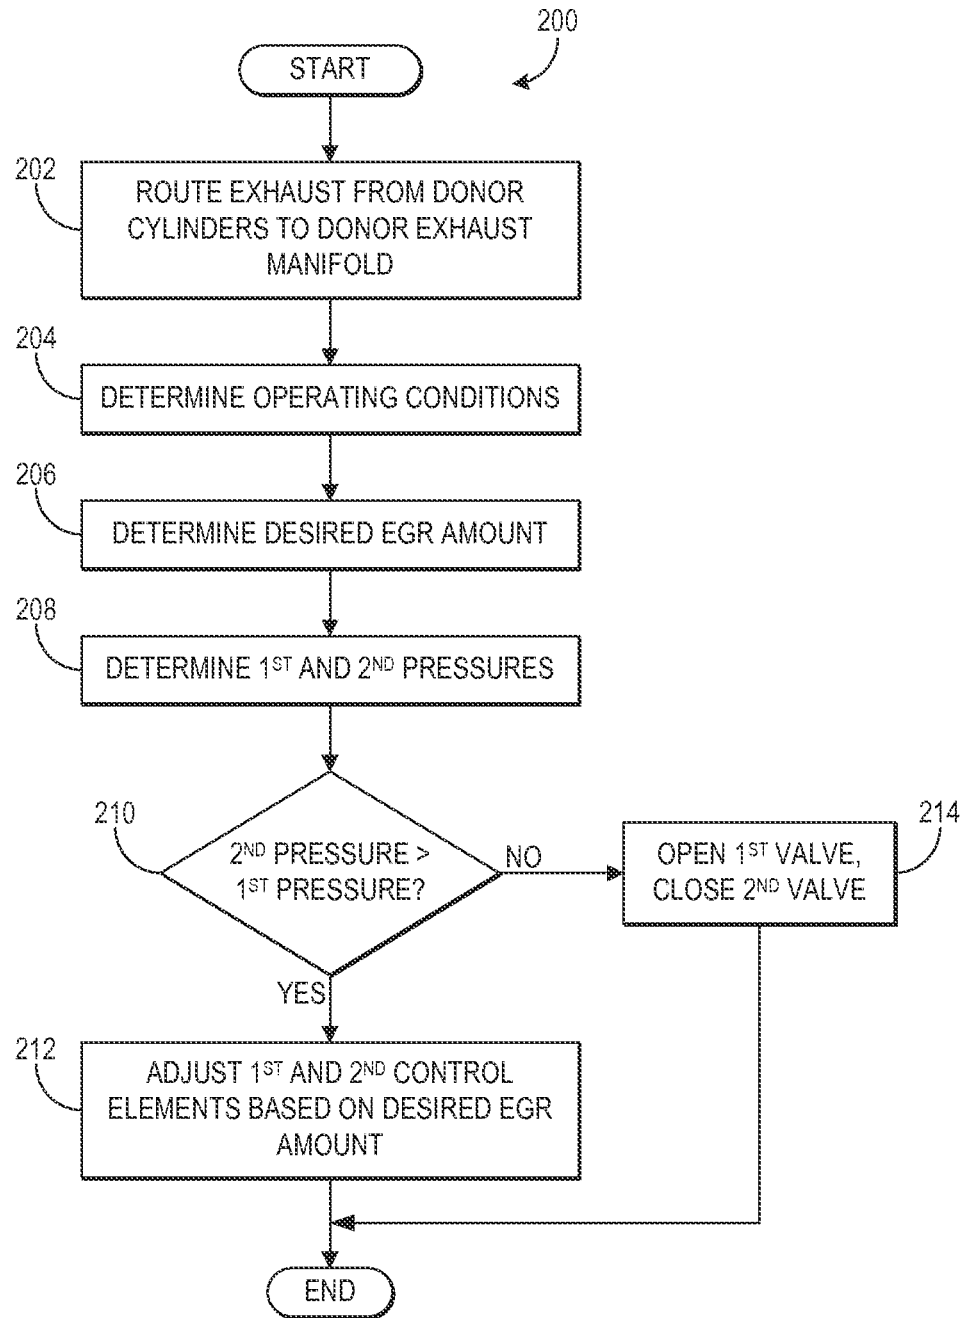 200
START
202
ROUTE EXHAUST FROM DONOR
CYLINDERS TO DONOR EXHAUST
MANIFOLD
204
DETERMINE OPERATING CONDITIONS
206
DETERMINE DESIRED EGR AMOUNT
208
DETERMINE 1ST AND 2ND PRESSURES
210
2ND PRESSURE >
1ST PRESSURE?
NO
214
OPEN 1ST VALVE,
CLOSE 2ND VALVE
YES
212
ADJUST 1ST AND 2ND CONTROL
ELEMENTS BASED ON DESIRED EGR
AMOUNT
END